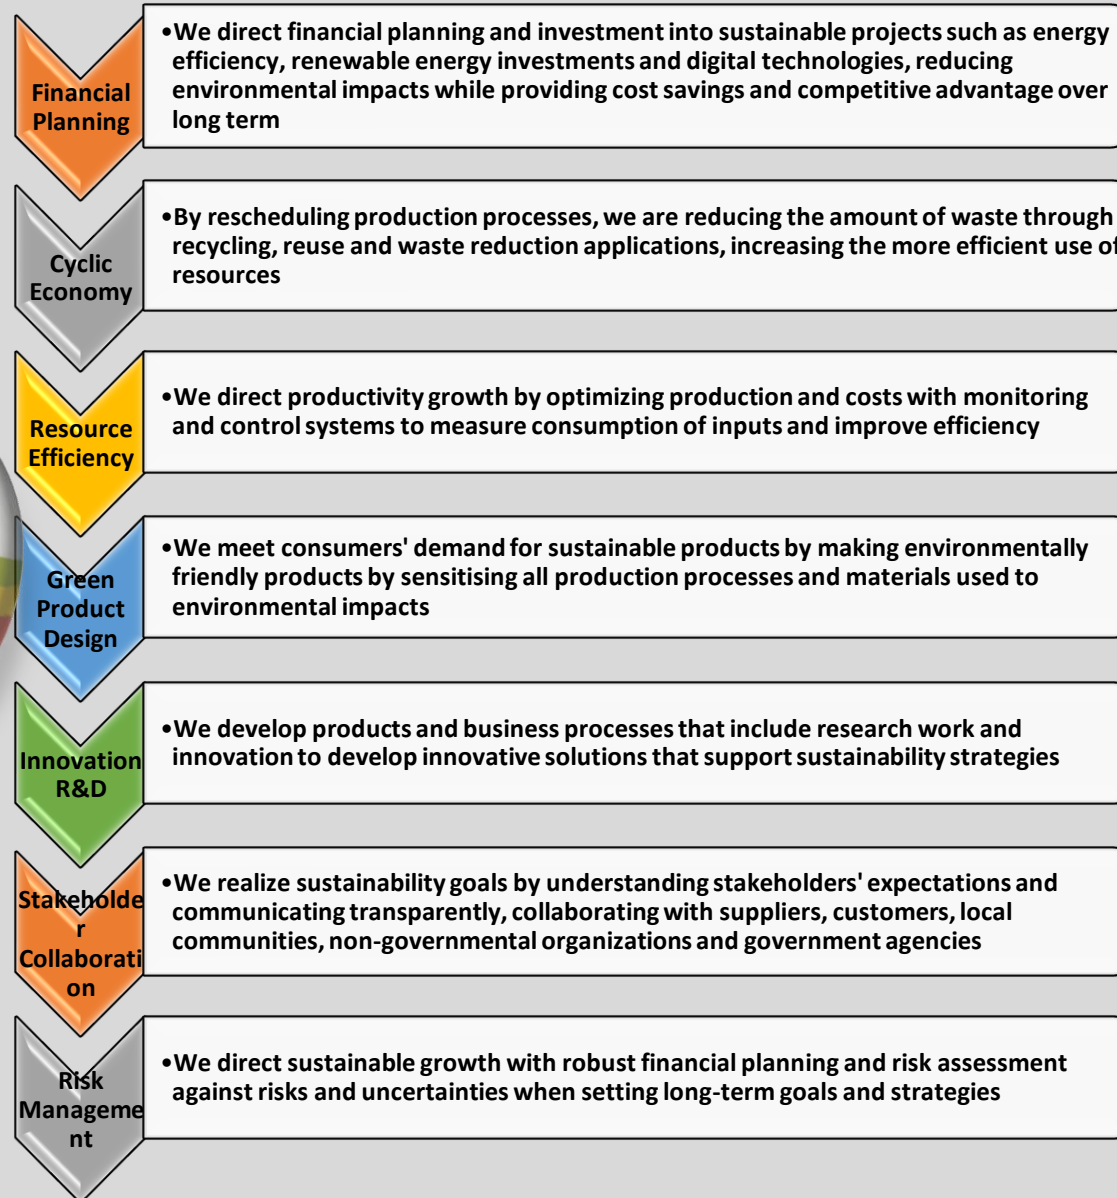 Financial
Planning
•We direct financial planning and investment into sustainable projects such as energy
efficiency, renewable energy investments and digital technologies, reducing
environmental impacts while providing cost savings and competitive advantage over
long term
Cyclic
Economy
•By rescheduling production processes, we are reducing the amount of waste through
recycling, reuse and waste reduction applications, increasing the more efficient use of
resources
Resource
Efficiency
•We direct productivity growth by optimizing production and costs with monitoring
and control systems to measure consumption of inputs and improve efficiency
Green
Product
Design
•We meet consumers' demand for sustainable products by making environmentally
friendly products by sensitising all production processes and materials used to
environmental impacts
Innovation
R&D
•We develop products and business processes that include research work and
innovation to develop innovative solutions that support sustainability strategies
Stakeholde
r
Collaborati
on
•We realize sustainability goals by understanding stakeholders' expectations and
communicating transparently, collaborating with suppliers, customers, local
communities, non-governmental organizations and government agencies
Risk
Manageme
nt
•We direct sustainable growth with robust financial planning and risk assessment
against risks and uncertainties when setting long-term goals and strategies